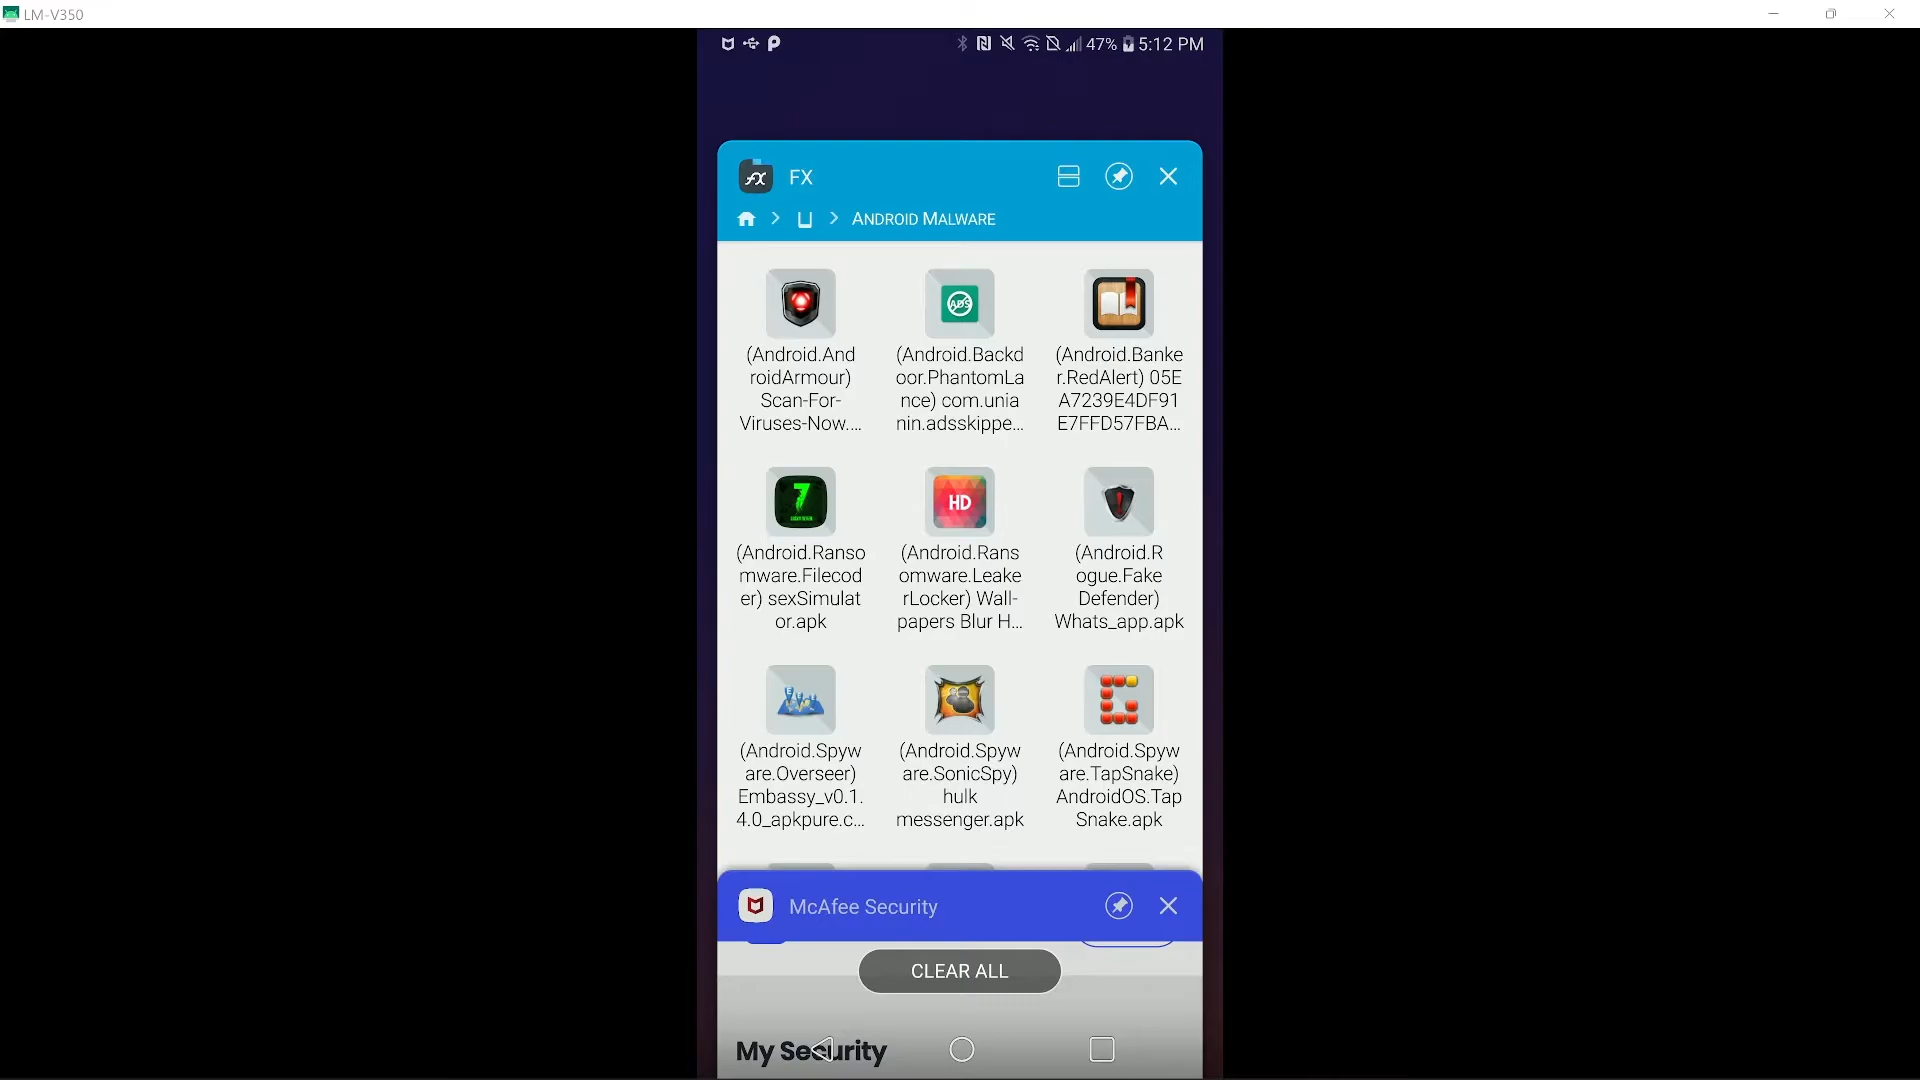 LM-V350
47% 5:12 PM
FX
ANDROID MALWARE
(Android.And
roidArmour)
Scan-For-
Viruses-Now....
ADS
(Android.Backd
oor.PhantomLa
nce) com.unia
nin.adsskippe...
(Android.Banke
r.RedAlert) 05E
A7239E4DF91
E7FFD57FBA...
7
(Android.Ranso
mware.Filecod
er) sexSimulat
or.apk
HD
(Android.Rans
omware.Leake
rLocker) Wall-
papers Blur H...
(Android.R
ogue.Fake
Defender)
Whats_app.apk
(Android.Spyw
are.Overseer)
Embassy_v0.1.
4.0_apkpure.c...
(Android.Spyw
are.SonicSpy)
hulk
messenger.apk
(Android.Spyw
are.TapSnake)
AndroidOS.Tap
Snake.apk
McAfee Security
CLEAR ALL
My Security